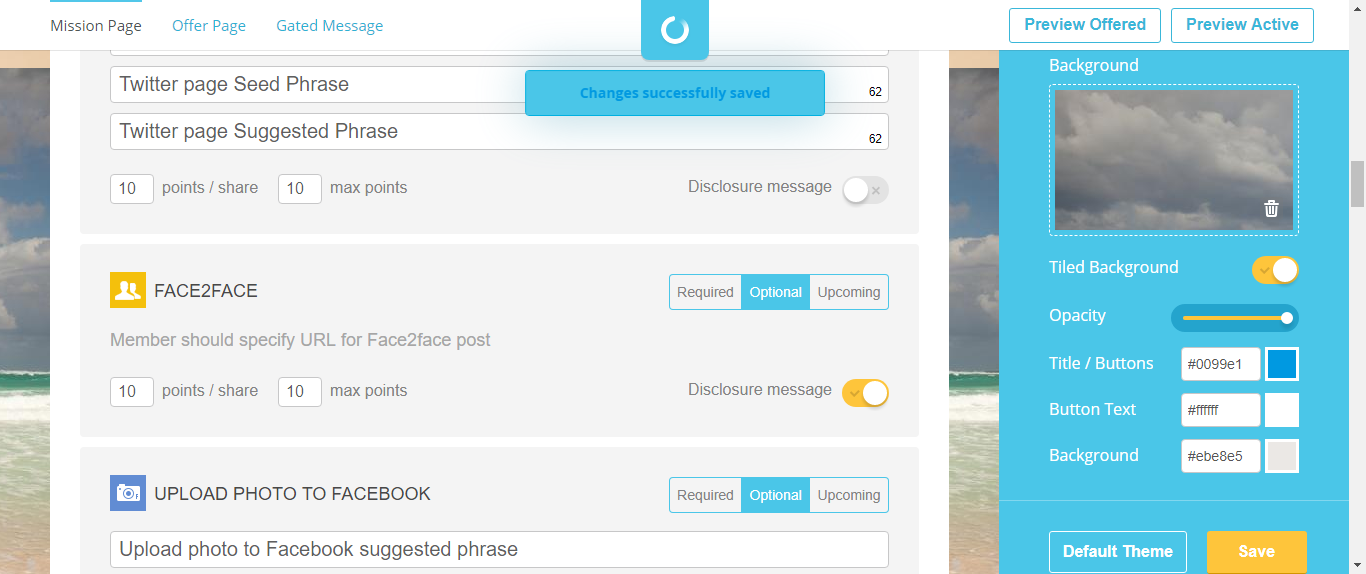 Mission Page
Offer Page
Gated Message
Preview Offered
Preview Active
Changes successfully saved
Twitter page Seed Phrase
62
Twitter page Suggested Phrase
62
10 points / share 10 max points
Disclosure message
FACE2FACE
Required Optional Upcoming
Member should specify URL for Face2face post
10 points / share 10 max points
Disclosure message
UPLOAD PHOTO TO FACEBOOK
Required Optional Upcoming
Upload photo to Facebook suggested phrase
Background
Tiled Background
Opacity
Title / Buttons #0099e1
Button Text #ffffff
Background #ebe8e5
Default Theme
Save